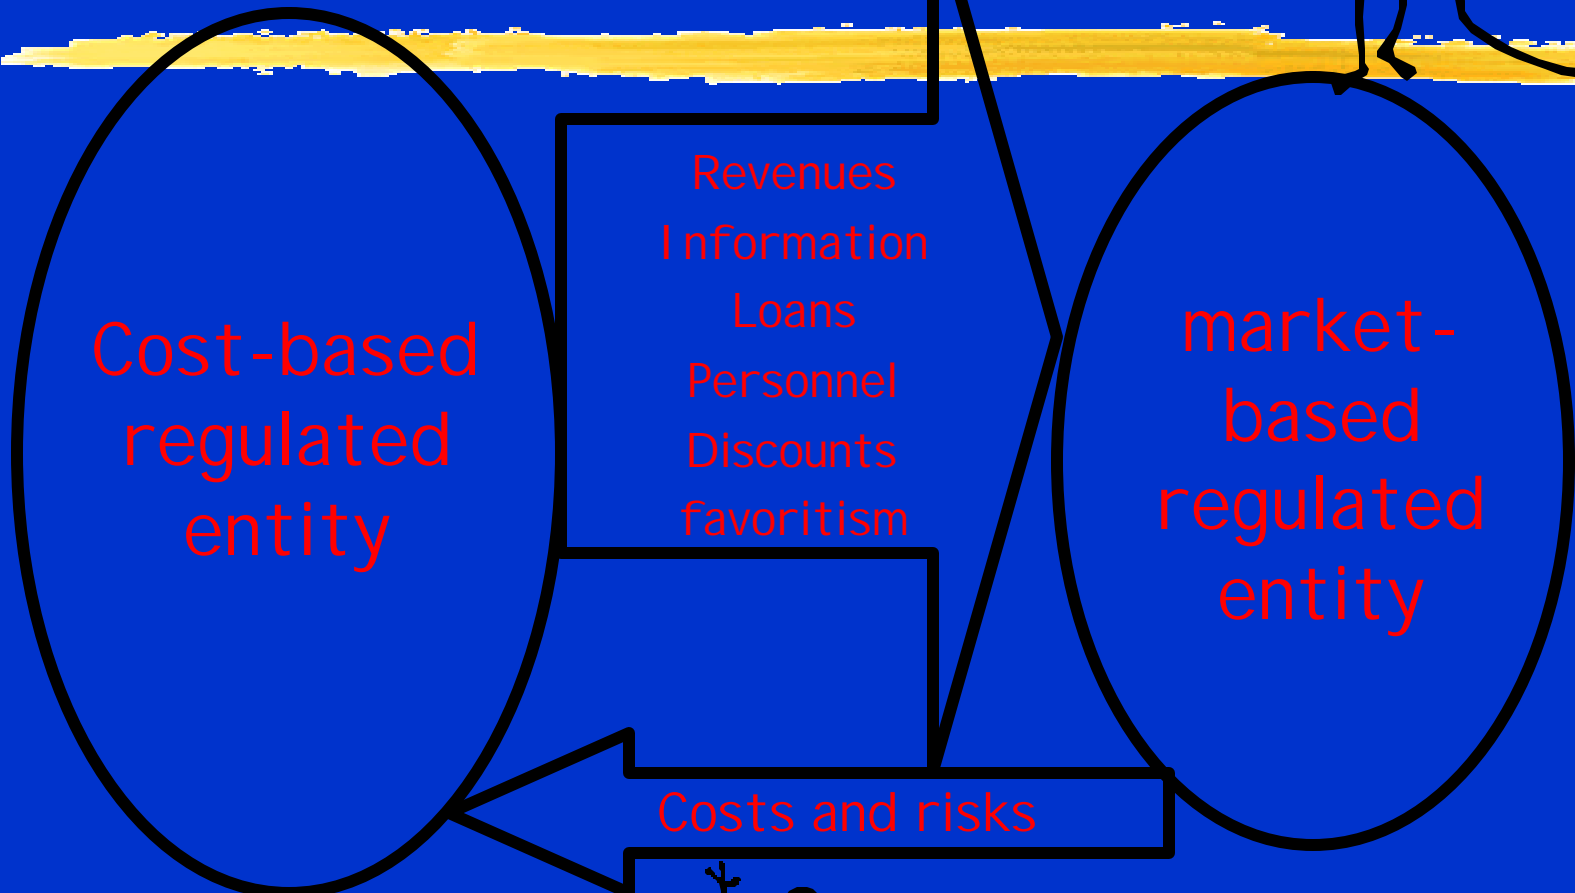 Cost-based
regulated
entity
Revenues
Information
Loans
Personnel
Discounts
favoritism
market-
based
regulated
entity
Costs and risks